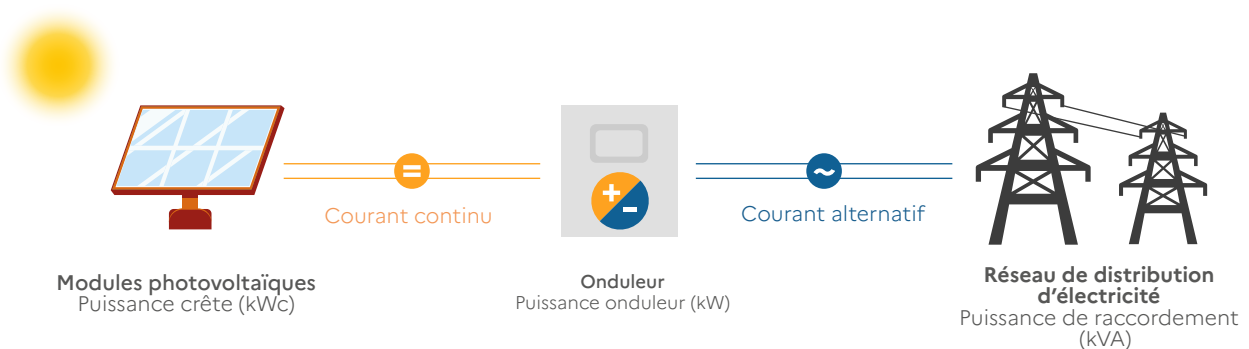 Courant continu
Courant alternatif
Modules photovoltaïques
Puissance crête (kWc)
Onduleur
Puissance onduleur (kW)
Réseau de distribution
d'électricité
Puissance de raccordement
(kVA)